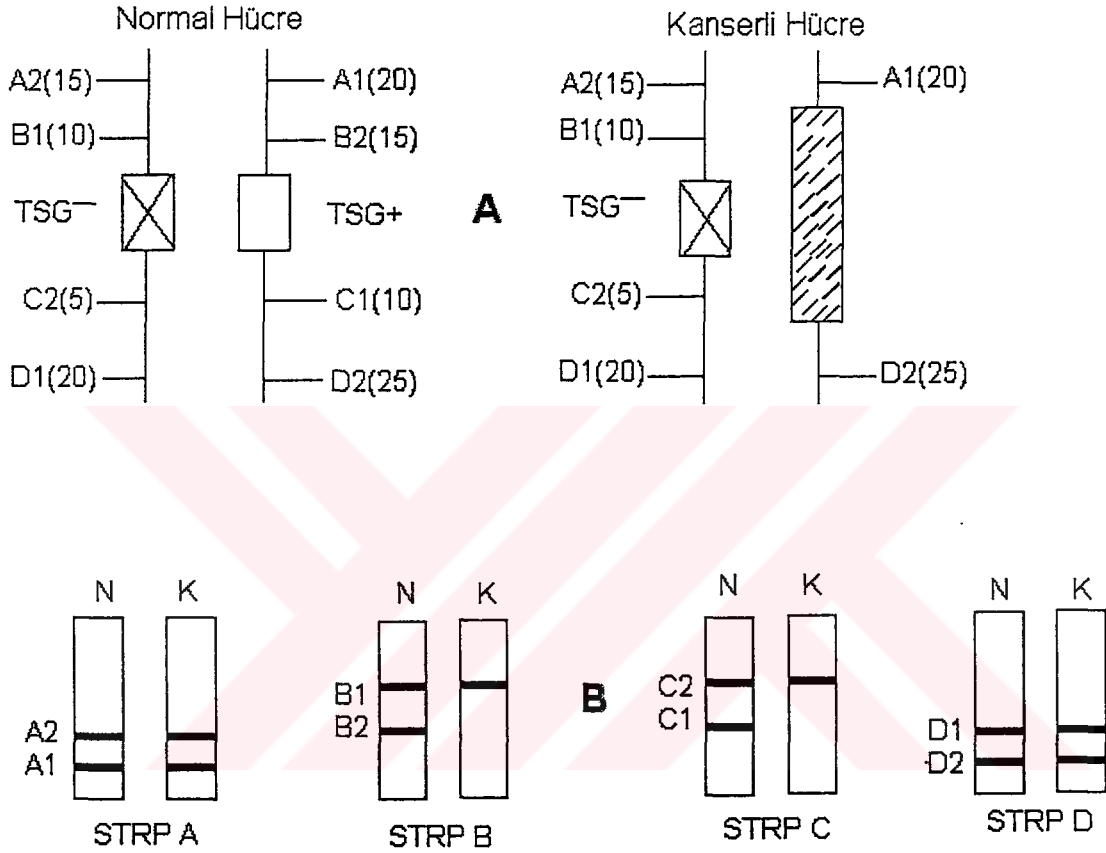 Normal Hücre
Kanserli Hücre
A2(15)
A1(20)
B1(10)
B2(15)
TSG–
TSG+
C2(5)
C1(10)
D1(20)
D2(25)
A
A2(15)
A1(20)
B1(10)
TSG–
C2(5)
D1(20)
D2(25)
N K
A2
A1
STRP A
N K
B1
B2
STRP B
B
N K
C2
C1
STRP C
N K
D1
D2
STRP D